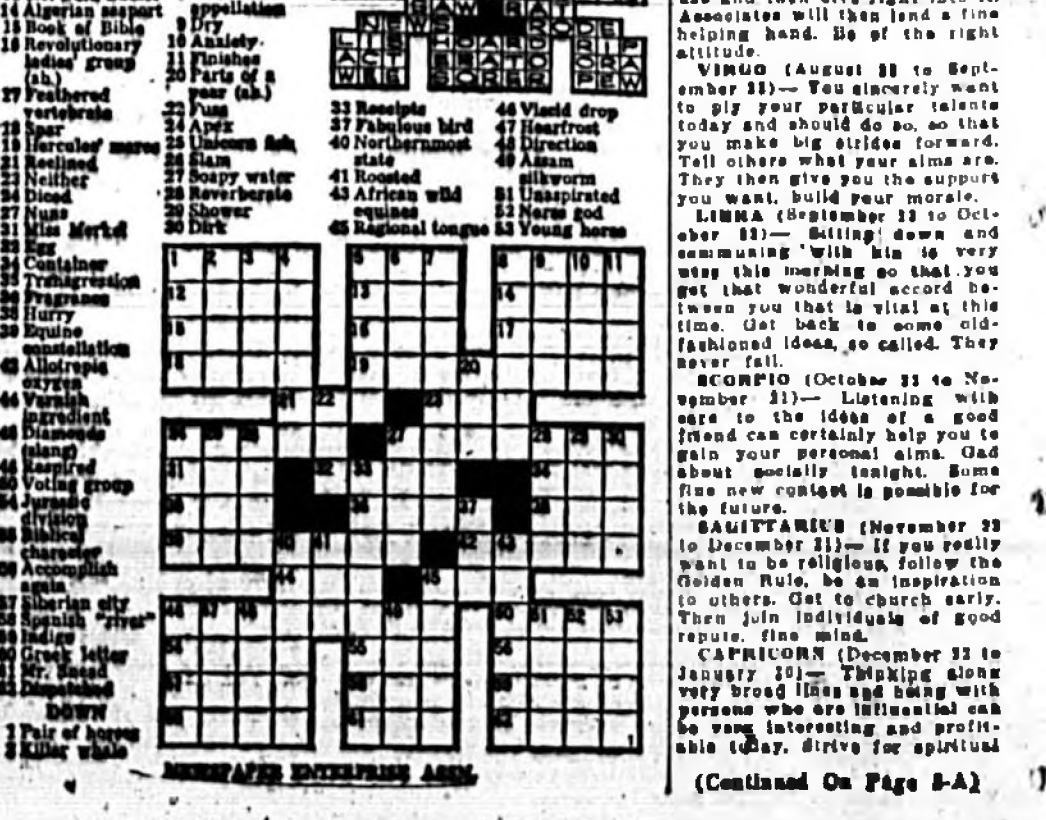 14 Algerian seaport
15 Book of Bible
16 Revolutionary
ladies' group
(ab.)
17 Feathered
vertebrate
18 Spar
19 Hercules' mares
21 Reclined
23 Neither
24 Diced
27 Nuns
31 Miss Merkel
32 Egg
34 Container
35 Transgression
36 Fragrance
38 Hurry
39 Equine
constellation
42 Allotropic
oxygen
44 Varnish
ingredient
45 Diamonds
(slang)
46 Respired
50 Voting group
54 Jurassic
division
55 Biblical
character
56 Accomplish
again
57 Siberian city
58 Spanish "river"
59 Indigo
60 Greek letter
61 Mr. Snead
62 Dispatched
DOWN
1 Pair of horses
2 Killer whale
appellation
9 Dry
10 Anxiety
11 Finishes
20 Parts of a
year (ab.)
22 Fuss
24 Apex
25 Unicorn fish
26 Slam
27 Soapy water
28 Reverberate
29 Shower
30 Dirk
33 Receipts
37 Fabulous bird
40 Northernmost
state
41 Roosted
43 African wild
equines
45 Regional tongue
46 Viscid drop
47 Hoarfrost
48 Direction
49 Assam
silkworm
51 Unaspirated
52 Norse god
53 Young horse
NEWSPAPER ENTERPRISE ASSN.
Associates will then lend a fine
helping hand. Be of the right
attitude.
VIRGO (August 22 to Sept-
ember 22)— You sincerely want
to ply your particular talents
today and should do so, so that
you make big strides forward.
Tell others what your aims are.
They then give you the support
you want, build your morale.
LIBRA (September 23 to Oct-
ober 22)— Sitting down and
communing with kin is very
wise this morning so that you
get that wonderful accord be-
tween you that is vital at this
time. Get back to some old-
fashioned ideas, so called. They
never fail.
SCORPIO (October 23 to No-
vember 21)— Listening with
care to the ideas of a good
friend can certainly help you to
gain your personal aims. Gad
about socially tonight. Some
fine new contact is possible for
the future.
SAGITTARIUS (November 22
to December 21)— If you really
want to be religious, follow the
Golden Rule, be an inspiration
to others. Get to church early.
Then join individuals of good
repute, fine mind.
CAPRICORN (December 22 to
January 20)— Thinking along
very broad lines and being with
persons who are influential can
be very interesting and profit-
able today. Strive for spiritual
(Continued On Page 8-A)